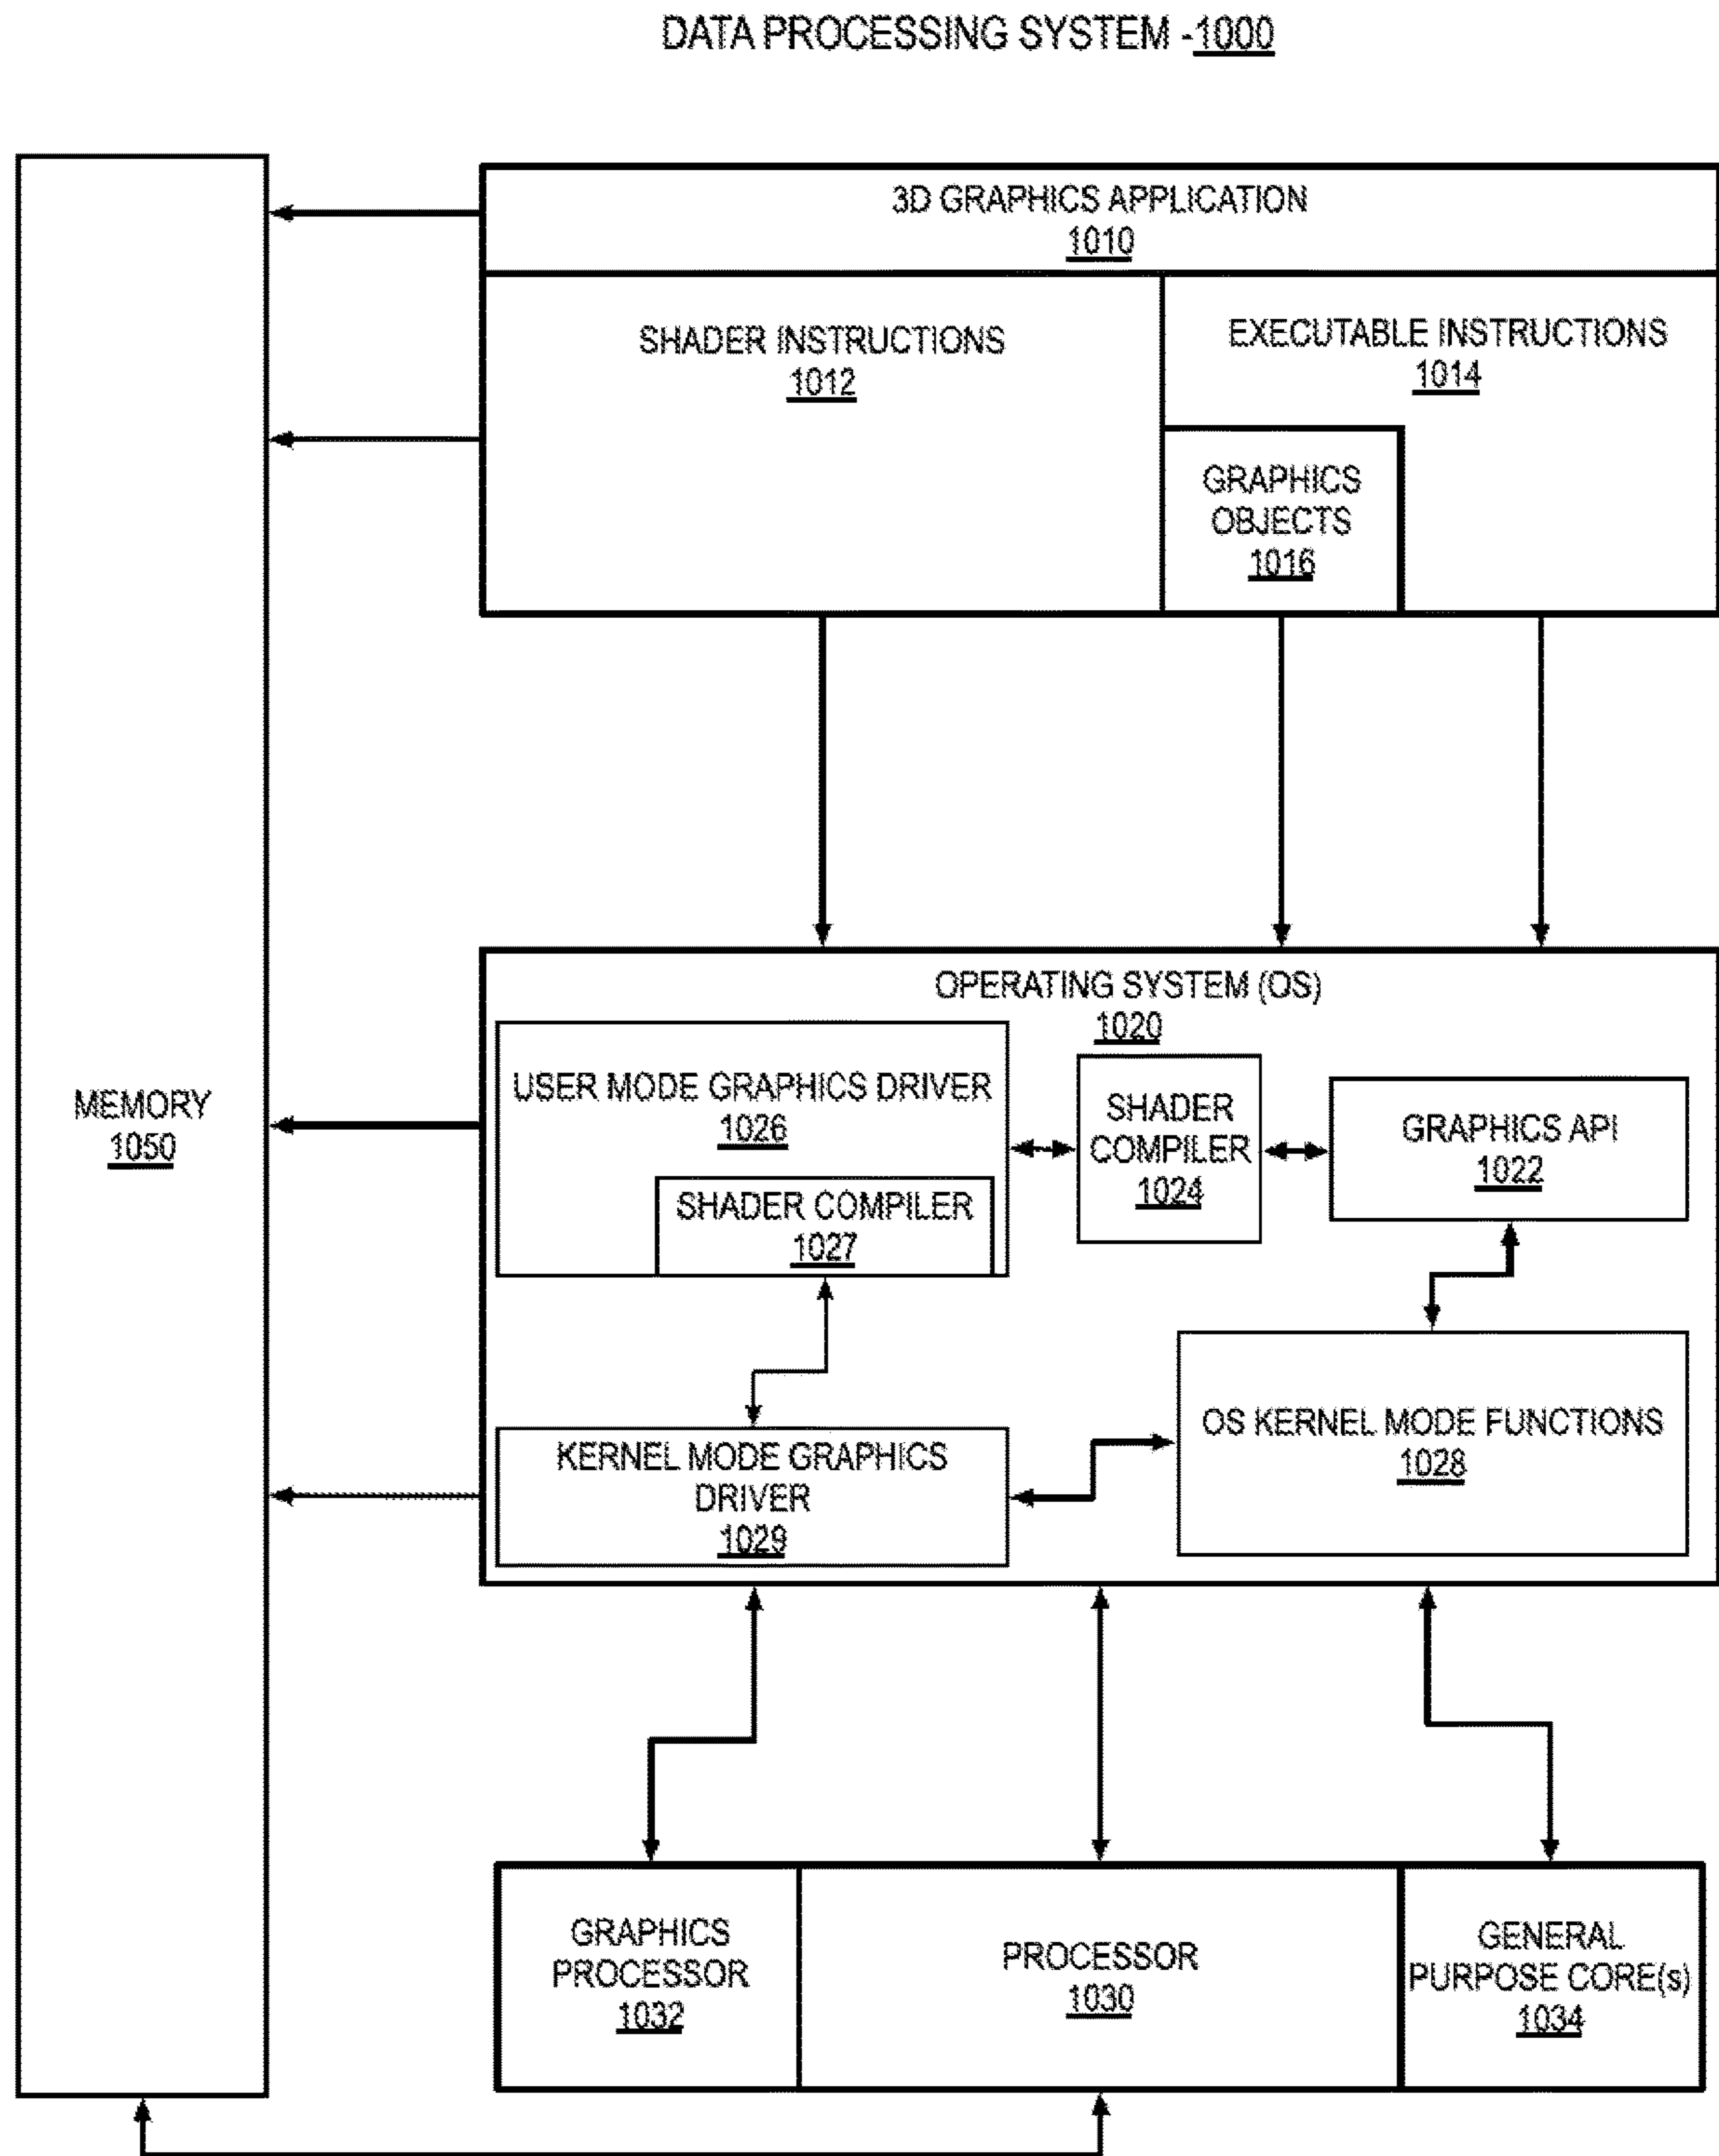 DATA PROCESSING SYSTEM -1000
3D GRAPHICS APPLICATION
1010
SHADER INSTRUCTIONS
1012
EXECUTABLE INSTRUCTIONS
1014
GRAPHICS
OBJECTS
1016
MEMORY
1050
OPERATING SYSTEM (OS)
1020
USER MODE GRAPHICS DRIVER
1026
SHADER COMPILER
1027
SHADER
COMPILER
1024
GRAPHICS API
1022
KERNEL MODE GRAPHICS
DRIVER
1029
OS KERNEL MODE FUNCTIONS
1028
GRAPHICS
PROCESSOR
1032
PROCESSOR
1030
GENERAL
PURPOSE CORE(s)
1034